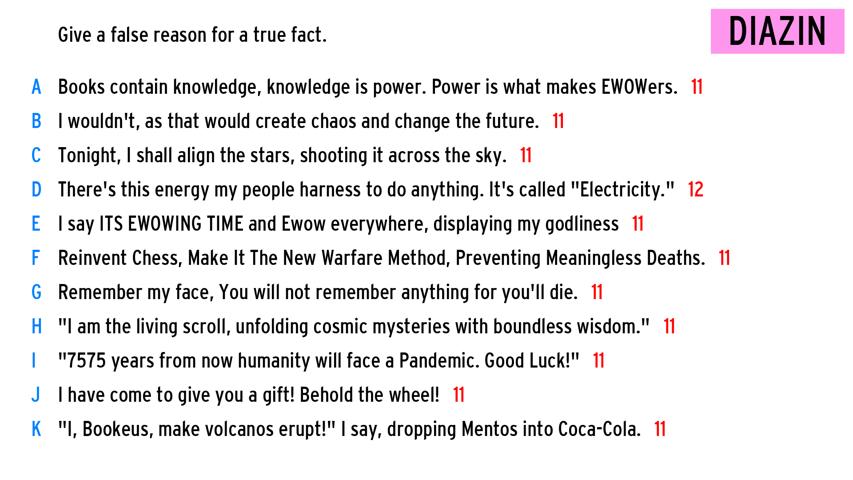 Give a false reason for a true fact.
DIAZIN
A Books contain knowledge, knowledge is power. Power is what makes EWOWers. 11
B I wouldn't, as that would create chaos and change the future. 11
C Tonight, I shall align the stars, shooting it across the sky. 11
D There's this energy my people harness to do anything. It's called "Electricity." 12
E I say ITS EWOWING TIME and Ewow everywhere, displaying my godliness 11
F Reinvent Chess, Make It The New Warfare Method, Preventing Meaningless Deaths. 11
G Remember my face, You will not remember anything for you'll die. 11
H "I am the living scroll, unfolding cosmic mysteries with boundless wisdom." 11
I "7575 years from now humanity will face a Pandemic. Good Luck!" 11
J I have come to give you a gift! Behold the wheel! 11
K "I, Bookeus, make volcanos erupt!" I say, dropping Mentos into Coca-Cola. 11